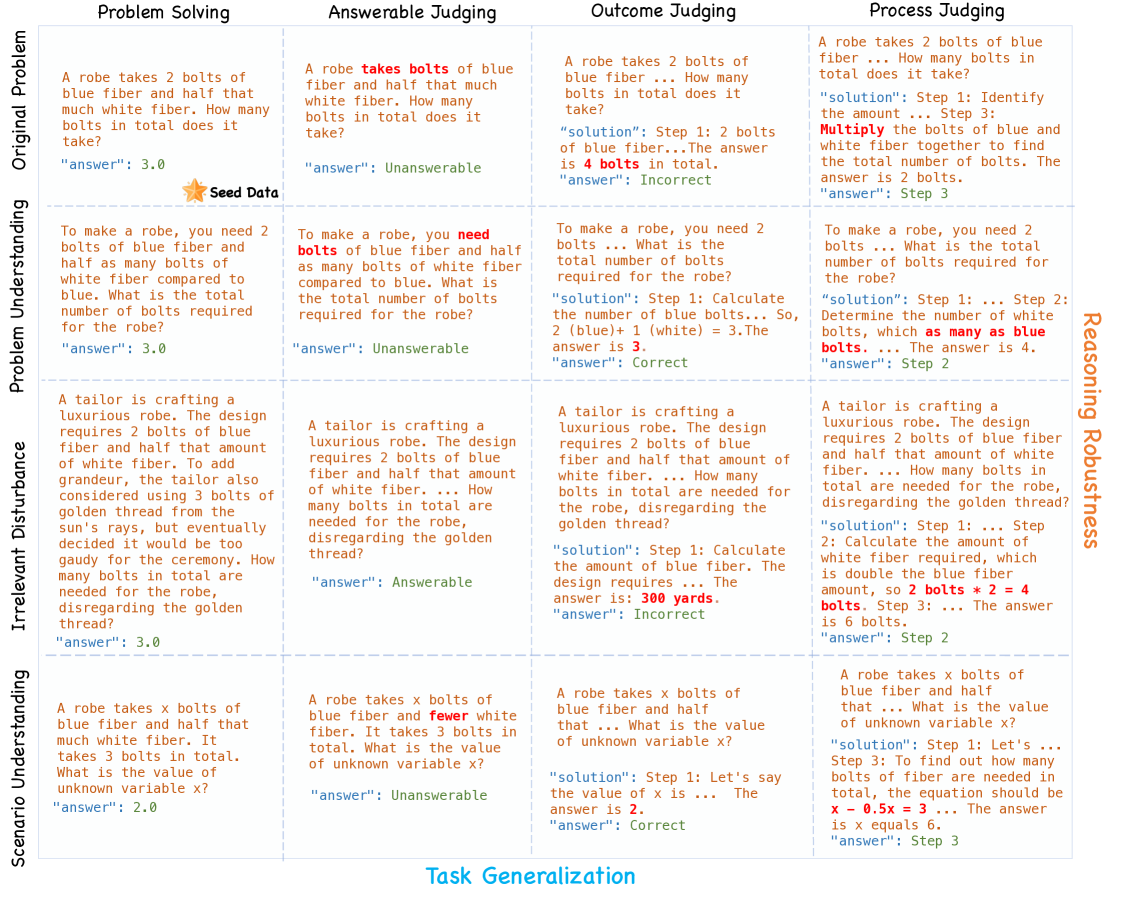 Problem Solving
Answerable Judging
Outcome Judging
Process Judging
Original Problem
A robe takes 2 bolts of
blue fiber and half that
much white fiber. How many
bolts in total does it
take?
"answer": 3.0
Seed Data
A robe takes bolts of blue
fiber and half that much
white fiber. How many
bolts in total does it
take?
"answer": Unanswerable
A robe takes 2 bolts of
blue fiber ... How many
bolts in total does it
take?
“solution”: Step 1: 2 bolts
of blue fiber...The answer
is 4 bolts in total.
"answer": Incorrect
A robe takes 2 bolts of blue
fiber ... How many bolts in
total does it take?
"solution": Step 1: Identify
the amount ... Step 3:
Multiply the bolts of blue and
white fiber together to find
the total number of bolts. The
answer is 2 bolts.
"answer": Step 3
Problem Understanding
To make a robe, you need 2
bolts of blue fiber and
half as many bolts of
white fiber compared to
blue. What is the total
number of bolts required
for the robe?
"answer": 3.0
To make a robe, you need
bolts of blue fiber and half
as many bolts of white fiber
compared to blue. What is
the total number of bolts
required for the robe?
"answer": Unanswerable
To make a robe, you need 2
bolts ... What is the
total number of bolts
required for the robe?
"solution": Step 1: Calculate
the number of blue bolts... So,
2 (blue)+ 1 (white) = 3.The
answer is 3.
"answer": Correct
To make a robe, you need 2
bolts ... What is the total
number of bolts required for
the robe?
“solution”: Step 1: ... Step 2:
Determine the number of white
bolts, which as many as blue
bolts. ... The answer is 4.
"answer": Step 2
Irrelevant Disturbance
A tailor is crafting a
luxurious robe. The design
requires 2 bolts of blue
fiber and half that amount
of white fiber. To add
grandeur, the tailor also
considered using 3 bolts of
golden thread from the
sun's rays, but eventually
decided it would be too
gaudy for the ceremony. How
many bolts in total are
needed for the robe,
disregarding the golden
thread?
"answer": 3.0
A tailor is crafting a
luxurious robe. The design
requires 2 bolts of blue
fiber and half that amount
of white fiber. ... How
many bolts in total are
needed for the robe,
disregarding the golden
thread?
"answer": Answerable
A tailor is crafting a
luxurious robe. The design
requires 2 bolts of blue
fiber and half that amount of
white fiber. ... How many
bolts in total are needed for
the robe, disregarding the
golden thread?
"solution": Step 1: Calculate
the amount of blue fiber. The
design requires ... The
answer is: 300 yards.
"answer": Incorrect
A tailor is crafting a
luxurious robe. The design
requires 2 bolts of blue fiber
and half that amount of white
fiber. ... How many bolts in
total are needed for the robe,
disregarding the golden thread?
"solution": Step 1: ... Step
2: Calculate the amount of
white fiber required, which
is double the blue fiber
amount, so 2 bolts * 2 = 4
bolts. Step 3: ... The answer
is 6 bolts.
"answer": Step 2
Scenario Understanding
A robe takes x bolts of
blue fiber and half that
much white fiber. It
takes 3 bolts in total.
What is the value of
unknown variable x?
"answer": 2.0
A robe takes x bolts of
blue fiber and fewer white
fiber. It takes 3 bolts in
total. What is the value
of unknown variable x?
"answer": Unanswerable
A robe takes x bolts of
blue fiber and half
that ... What is the value of
unknown variable x?
"solution": Step 1: Let's say
the value of x is ... The
answer is 2.
"answer": Correct
A robe takes x bolts of
blue fiber and half
that ... What is the value
of unknown variable x?
"solution": Step 1: Let's ...
Step 3: To find out how many
bolts of fiber are needed in
total, the equation should be
x − 0.5x = 3 ... The answer
is x equals 6.
"answer": Step 3
Reasoning Robustness
Task Generalization